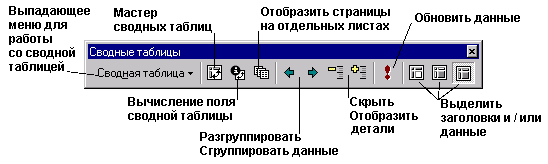 Выпадающее
меню для
работы
со сводной
таблицей
Мастер
сводных таблиц
Отобразить страницы
на отдельных листах
Обновить данные
Сводные таблицы
Сводная таблица
Вычисление поля
сводной таблицы
Разгруппировать
Сгруппировать данные
Скрыть
Отобразить
детали
Выделить
заголовки и / или
данные